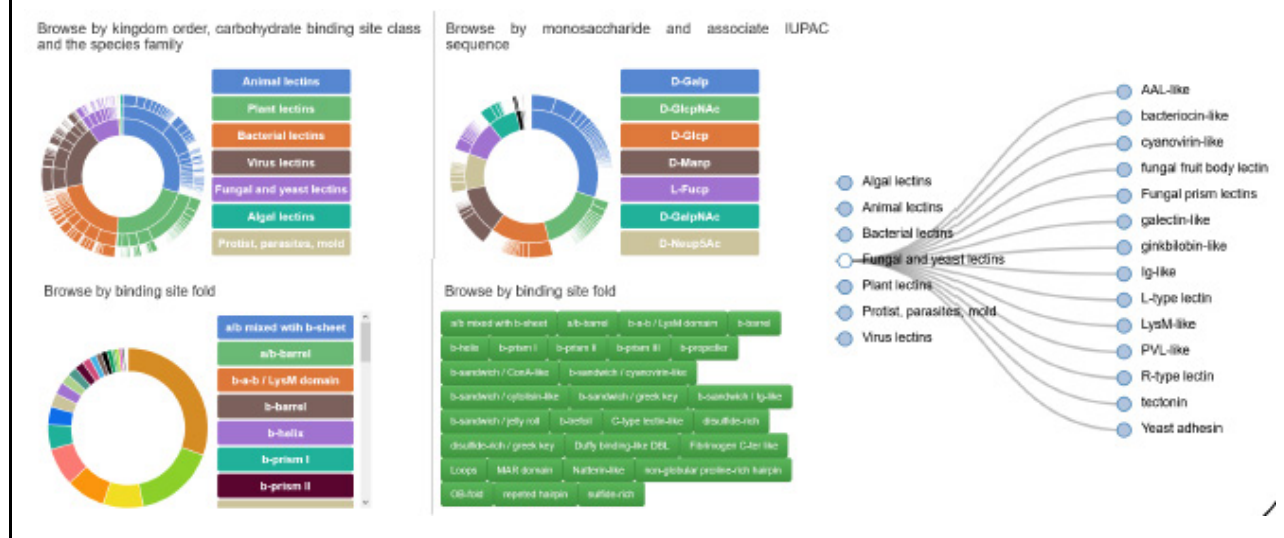 Browse by kingdom order, carbohydrate binding site class
and the species family
Animal lectins
Plant lectins
Bacterial lectins
Virus lectins
Fungal and yeast lectins
Algal lectins
Protist, parasites, mold
Browse by monosaccharide and associate IUPAC
sequence
D-Galp
D-GlcpNAc
D-Glcp
D-Manp
L-Fucp
D-GalpNAc
D-Neup5Ac
Browse by binding site fold
a/b mixed wtih b-sheet
a/b-barrel
b-a-b / LysM domain
b-barrel
b-helix
b-prism I
b-prism II
Browse by binding site fold
a/b mixed with b-sheet a/b-barrel b-a-b / LysM domain b-barrel
b-helix b-prism I b-prism II b-prism III b-propeller
b-sandwich / ConA-like b-sandwich / cyanovirin-like
b-sandwich / cytolisin-like b-sandwich / greek key b-sandwich / Ig-like
b-sandwich / jelly roll b-trefoil C-type lectin-like disulfide-rich
disulfide-rich / greek key Duffy binding-like DBL Fibrinogen C-ter like
Loops MAR domain Natterin-like non-globular proline-rich hairpin
OB-fold repeted hairpin sulfide-rich
Algal lectins
Animal lectins
Bacterial lectins
Fungal and yeast lectins
Plant lectins
Protist, parasites, mold
Virus lectins
AAL-like
bacteriocin-like
cyanovirin-like
fungal fruit body lectin
Fungal prism lectins
galectin-like
ginkbilobin-like
Ig-like
L-type lectin
LysM-like
PVL-like
R-type lectin
tectonin
Yeast adhesin